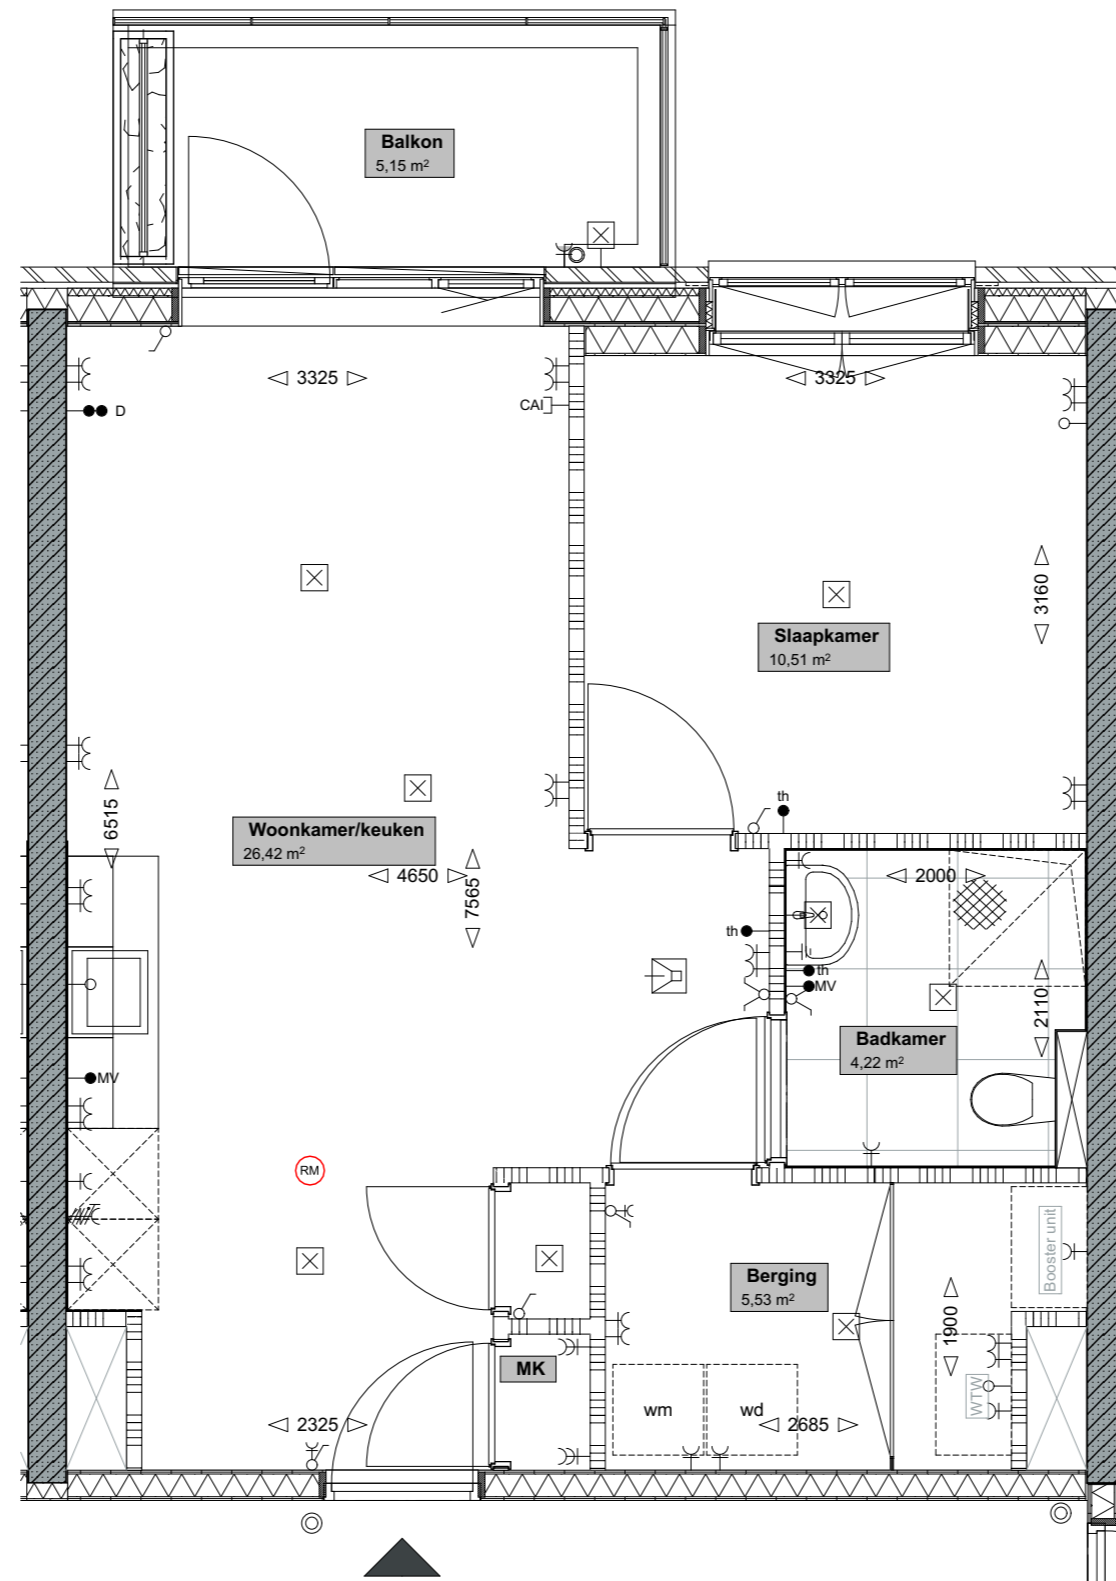 Balkon
5,15 m²
3325
3325
CAI
D
3160
Slaapkamer
10,51 m²
6515
th
Woonkamer/keuken
26,42 m²
4650
7565
2000
th
th
MV
2110
Badkamer
4,22 m²
MV
RM
Booster unit
Berging
5,53 m²
1900
MK
WTW
wm
wd
2325
2685